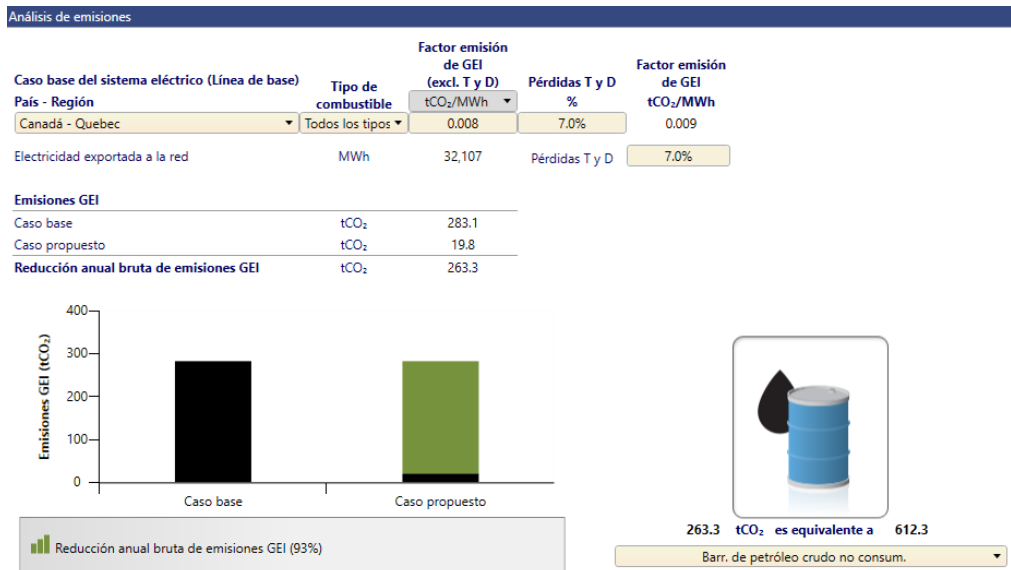 Análisis de emisiones
Factor emisión
de GEI
(excl. T y D)
Factor emisión
de GEI
tCO₂/MWh
Caso base del sistema eléctrico (Línea de base)
Tipo de
combustible
Pérdidas T y D
%
País - Región
tCO₂/MWh
Canadá - Quebec
Todos los tipos
0.008
7.0%
0.009
Electricidad exportada a la red
MWh
32,107
Pérdidas T y D
7.0%
Emisiones GEI
Caso base
tCO₂
283.1
Caso propuesto
tCO₂
19.8
Reducción anual bruta de emisiones GEI
tCO₂
263.3
Emisiones GEI (tCO₂)
400
300
200
100
0
Caso base
Caso propuesto
Reducción anual bruta de emisiones GEI (93%)
263.3 tCO₂ es equivalente a 612.3
Barr. de petróleo crudo no consum.